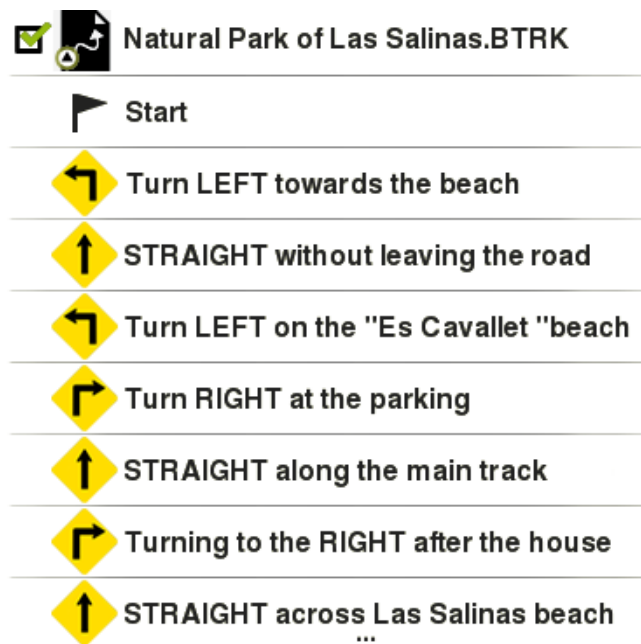 Natural Park of Las Salinas.BTRK
Start
Turn LEFT towards the beach
STRAIGHT without leaving the road
Turn LEFT on the "Es Cavallet "beach
Turn RIGHT at the parking
STRAIGHT along the main track
Turning to the RIGHT after the house
STRAIGHT across Las Salinas beach
...